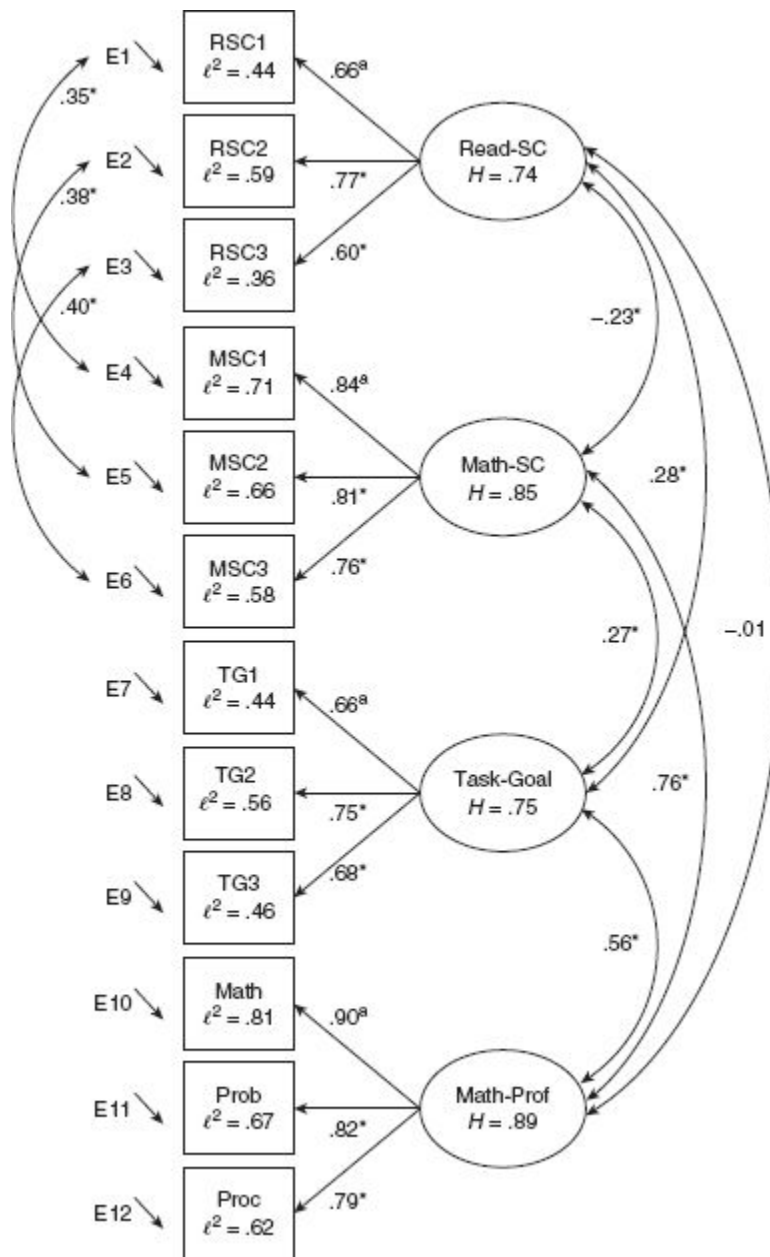 E1
RSC1
ℓ² = .44
.66ᵃ
.35*
E2
RSC2
ℓ² = .59
.77*
Read-SC
H = .74
.38*
E3
RSC3
ℓ² = .36
.60*
.40*
–.23*
E4
MSC1
ℓ² = .71
.84ᵃ
E5
MSC2
ℓ² = .66
.81*
Math-SC
H = .85
.28*
E6
MSC3
ℓ² = .58
.76*
.27*
–.01
E7
TG1
ℓ² = .44
.66ᵃ
E8
TG2
ℓ² = .56
.75*
Task-Goal
H = .75
.76*
E9
TG3
ℓ² = .46
.68*
.56*
E10
Math
ℓ² = .81
.90ᵃ
E11
Prob
ℓ² = .67
.82*
Math-Prof
H = .89
E12
Proc
ℓ² = .62
.79*